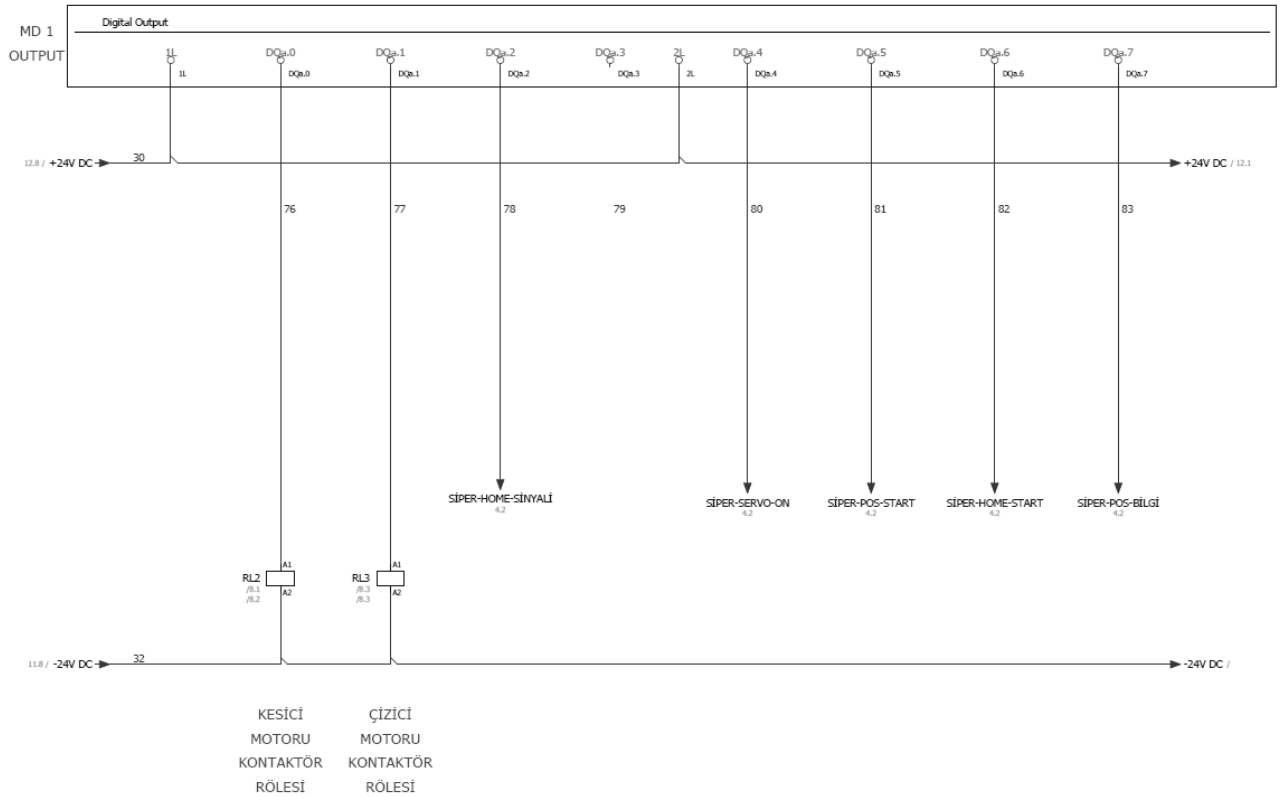 Digital Output
MD 1
OUTPUT
1L DQa.0 DQa.1 DQa.2 DQa.3 2L DQa.4 DQa.5 DQa.6 DQa.7
1L DQa.0 DQa.1 DQa.2 DQa.3 2L DQa.4 DQa.5 DQa.6 DQa.7
12.8 / +24V DC 30 +24V DC / 12.1
76 77 78 79 80 81 82 83
SİPER-HOME-SİNYALİ SİPER-SERVO-ON SİPER-POS-START SİPER-HOME-START SİPER-POS-BİLGİ
4.2 4.2 4.2 4.2 4.2
A1 A1
RL2 RL3
/8.1 A2 /8.3 A2
/8.2 /8.3
11.8 / -24V DC 32 -24V DC /
KESİCİ ÇİZİCİ
MOTORU MOTORU
KONTAKTÖR KONTAKTÖR
RÖLESİ RÖLESİ